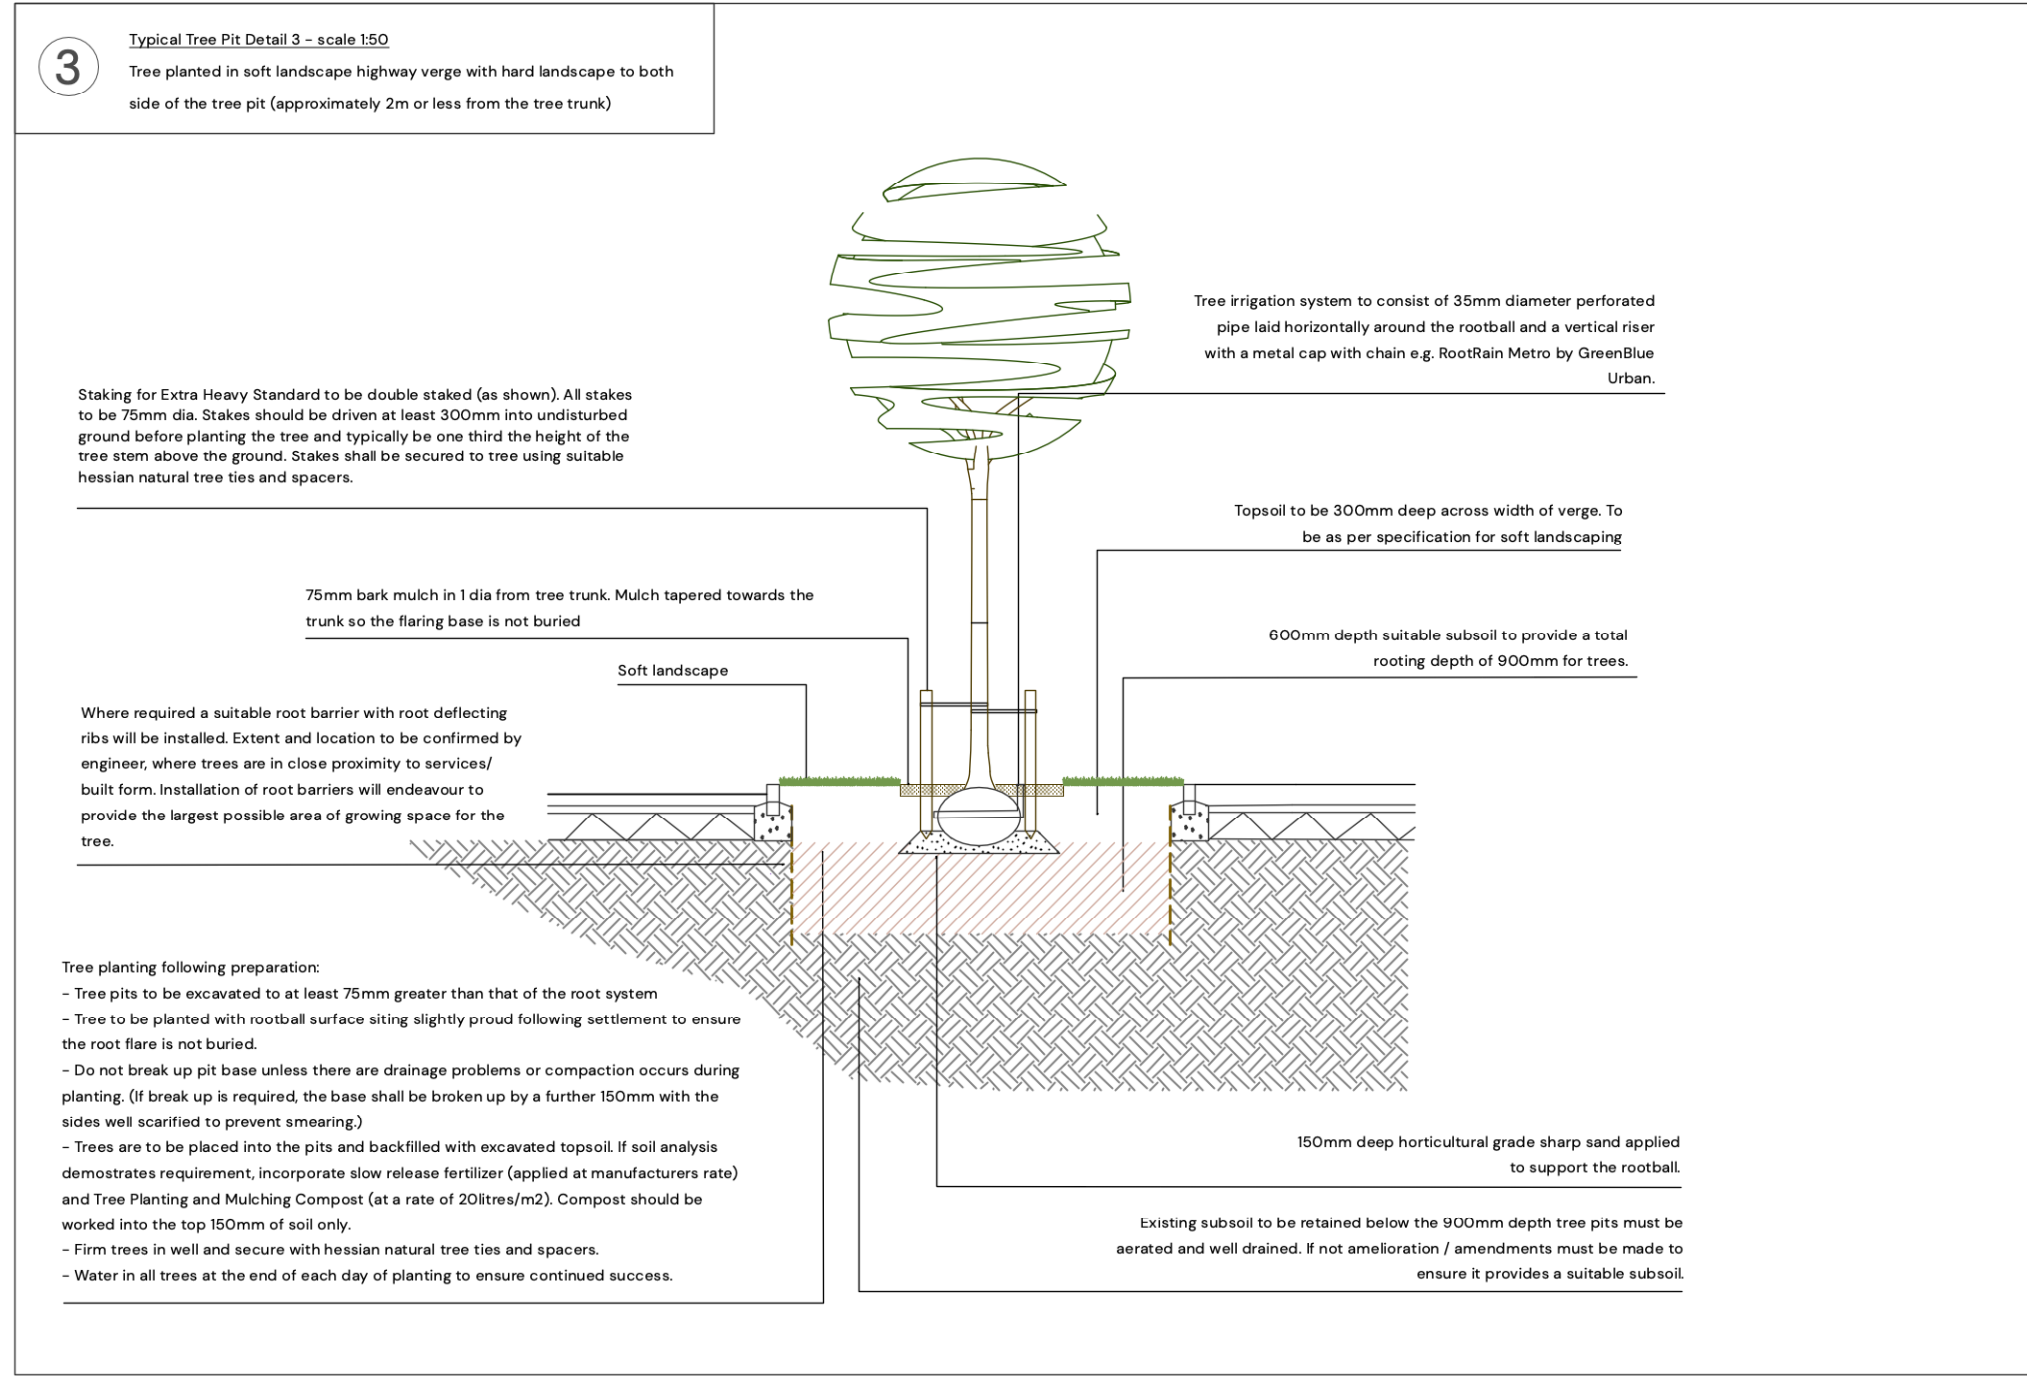 3
Typical Tree Pit Detail 3 - scale 1:50
Tree planted in soft landscape highway verge with hard landscape to both
side of the tree pit (approximately 2m or less from the tree trunk)
Tree irrigation system to consist of 35mm diameter perforated
pipe laid horizontally around the rootball and a vertical riser
with a metal cap with chain e.g. RootRain Metro by GreenBlue
Urban.
Staking for Extra Heavy Standard to be double staked (as shown). All stakes
to be 75mm dia. Stakes should be driven at least 300mm into undisturbed
ground before planting the tree and typically be one third the height of the
tree stem above the ground. Stakes shall be secured to tree using suitable
hessian natural tree ties and spacers.
Topsoil to be 300mm deep across width of verge. To
be as per specification for soft landscaping
75mm bark mulch in 1 dia from tree trunk. Mulch tapered towards the
trunk so the flaring base is not buried
600mm depth suitable subsoil to provide a total
rooting depth of 900mm for trees.
Soft landscape
Where required a suitable root barrier with root deflecting
ribs will be installed. Extent and location to be confirmed by
engineer, where trees are in close proximity to services/
built form. Installation of root barriers will endeavour to
provide the largest possible area of growing space for the
tree.
Tree planting following preparation:
- Tree pits to be excavated to at least 75mm greater than that of the root system
- Tree to be planted with rootball surface siting slightly proud following settlement to ensure
the root flare is not buried.
- Do not break up pit base unless there are drainage problems or compaction occurs during
planting. (If break up is required, the base shall be broken up by a further 150mm with the
sides well scarified to prevent smearing.)
- Trees are to be placed into the pits and backfilled with excavated topsoil. If soil analysis
demostrates requirement, incorporate slow release fertilizer (applied at manufacturers rate)
and Tree Planting and Mulching Compost (at a rate of 20litres/m2). Compost should be
worked into the top 150mm of soil only.
- Firm trees in well and secure with hessian natural tree ties and spacers.
- Water in all trees at the end of each day of planting to ensure continued success.
150mm deep horticultural grade sharp sand applied
to support the rootball.
Existing subsoil to be retained below the 900mm depth tree pits must be
aerated and well drained. If not amelioration / amendments must be made to
ensure it provides a suitable subsoil.